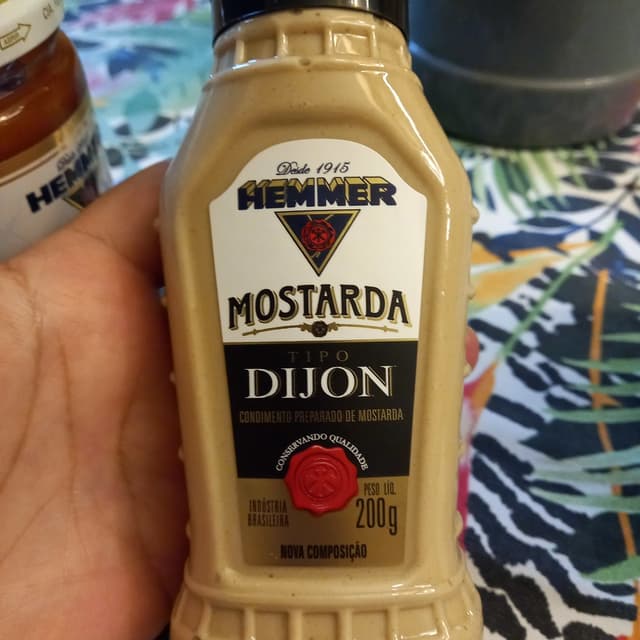 Desde 1915
HEMMER
MOSTARDA
TIPO
DIJON
CONDIMENTO PREPARADO DE MOSTARDA
CONSERVANDO QUALIDADE
INDÚSTRIA
BRASILEIRA
PESO LÍQ.
200g
NOVA COMPOSIÇÃO